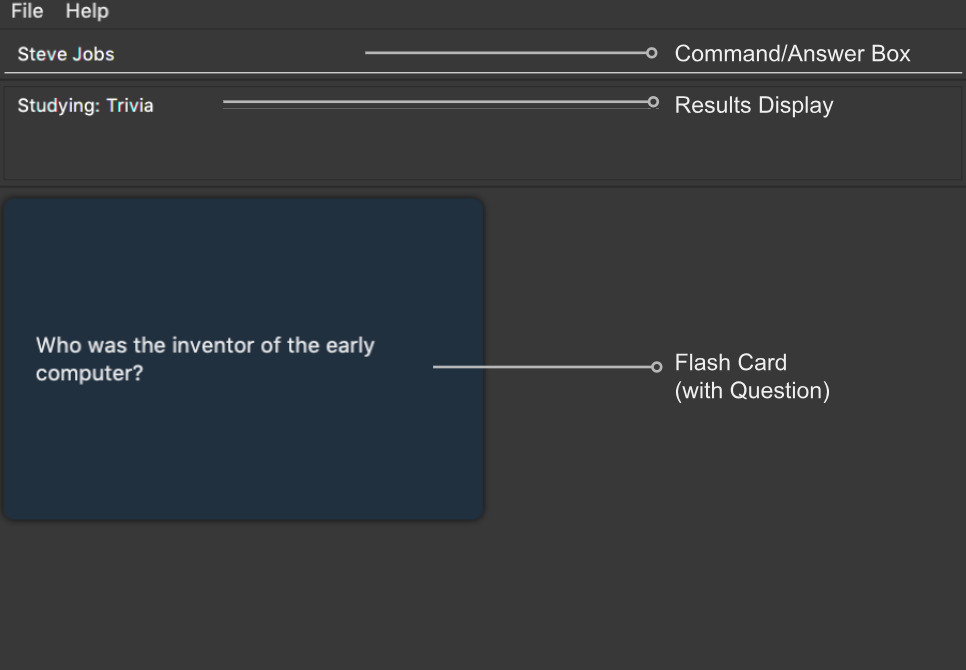 File Help
Steve Jobs
Command/Answer Box
Studying: Trivia
Results Display
Who was the inventor of the early
computer?
Flash Card
(with Question)